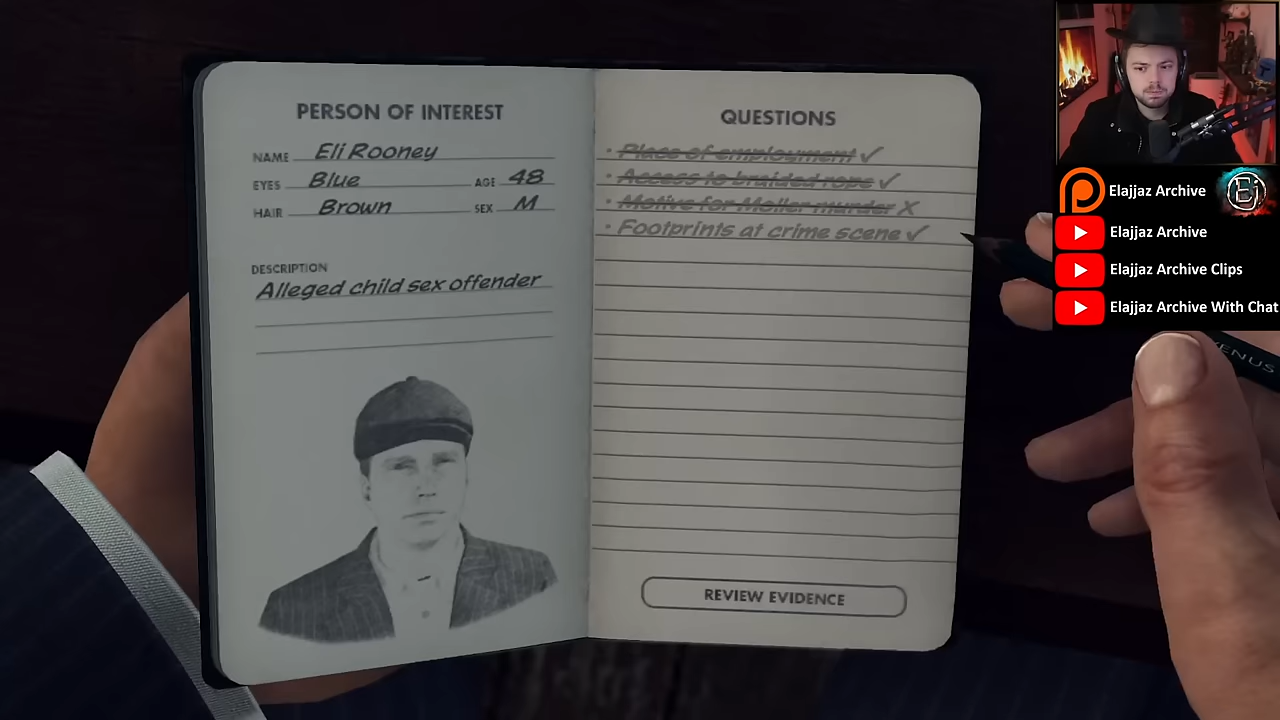 PERSON OF INTEREST
NAME Eli Rooney
EYES Blue AGE 48
HAIR Brown SEX M
DESCRIPTION
Alleged child sex offender
QUESTIONS
· Place of employment ✓
· Access to braided rope ✓
· Motive for Moller murder X
· Footprints at crime scene ✓
REVIEW EVIDENCE
Elajjaz Archive
Ej
Elajjaz Archive
Elajjaz Archive Clips
Elajjaz Archive With Chat
VENUS